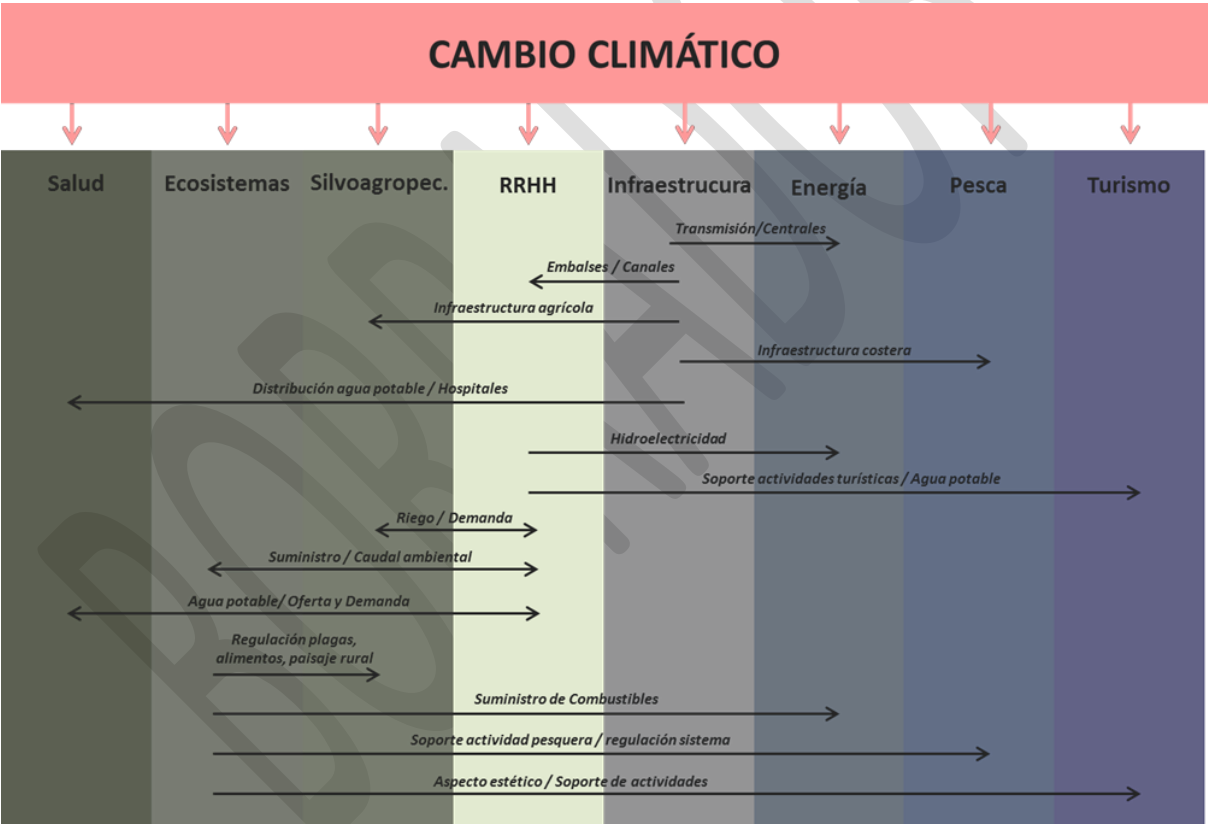 CAMBIO CLIMÁTICO
Salud Ecosistemas Silvoagropec. RRHH Infraestrucura Energía Pesca Turismo
Transmisión/Centrales
Embalses / Canales
Infraestructura agrícola
Infraestructura costera
Distribución agua potable / Hospitales
Hidroelectricidad
Soporte actividades turísticas / Agua potable
Riego / Demanda
Suministro / Caudal ambiental
Agua potable/ Oferta y Demanda
Regulación plagas,
alimentos, paisaje rural
Suministro de Combustibles
Soporte actividad pesquera / regulación sistema
Aspecto estético / Soporte de actividades
BORRADOR